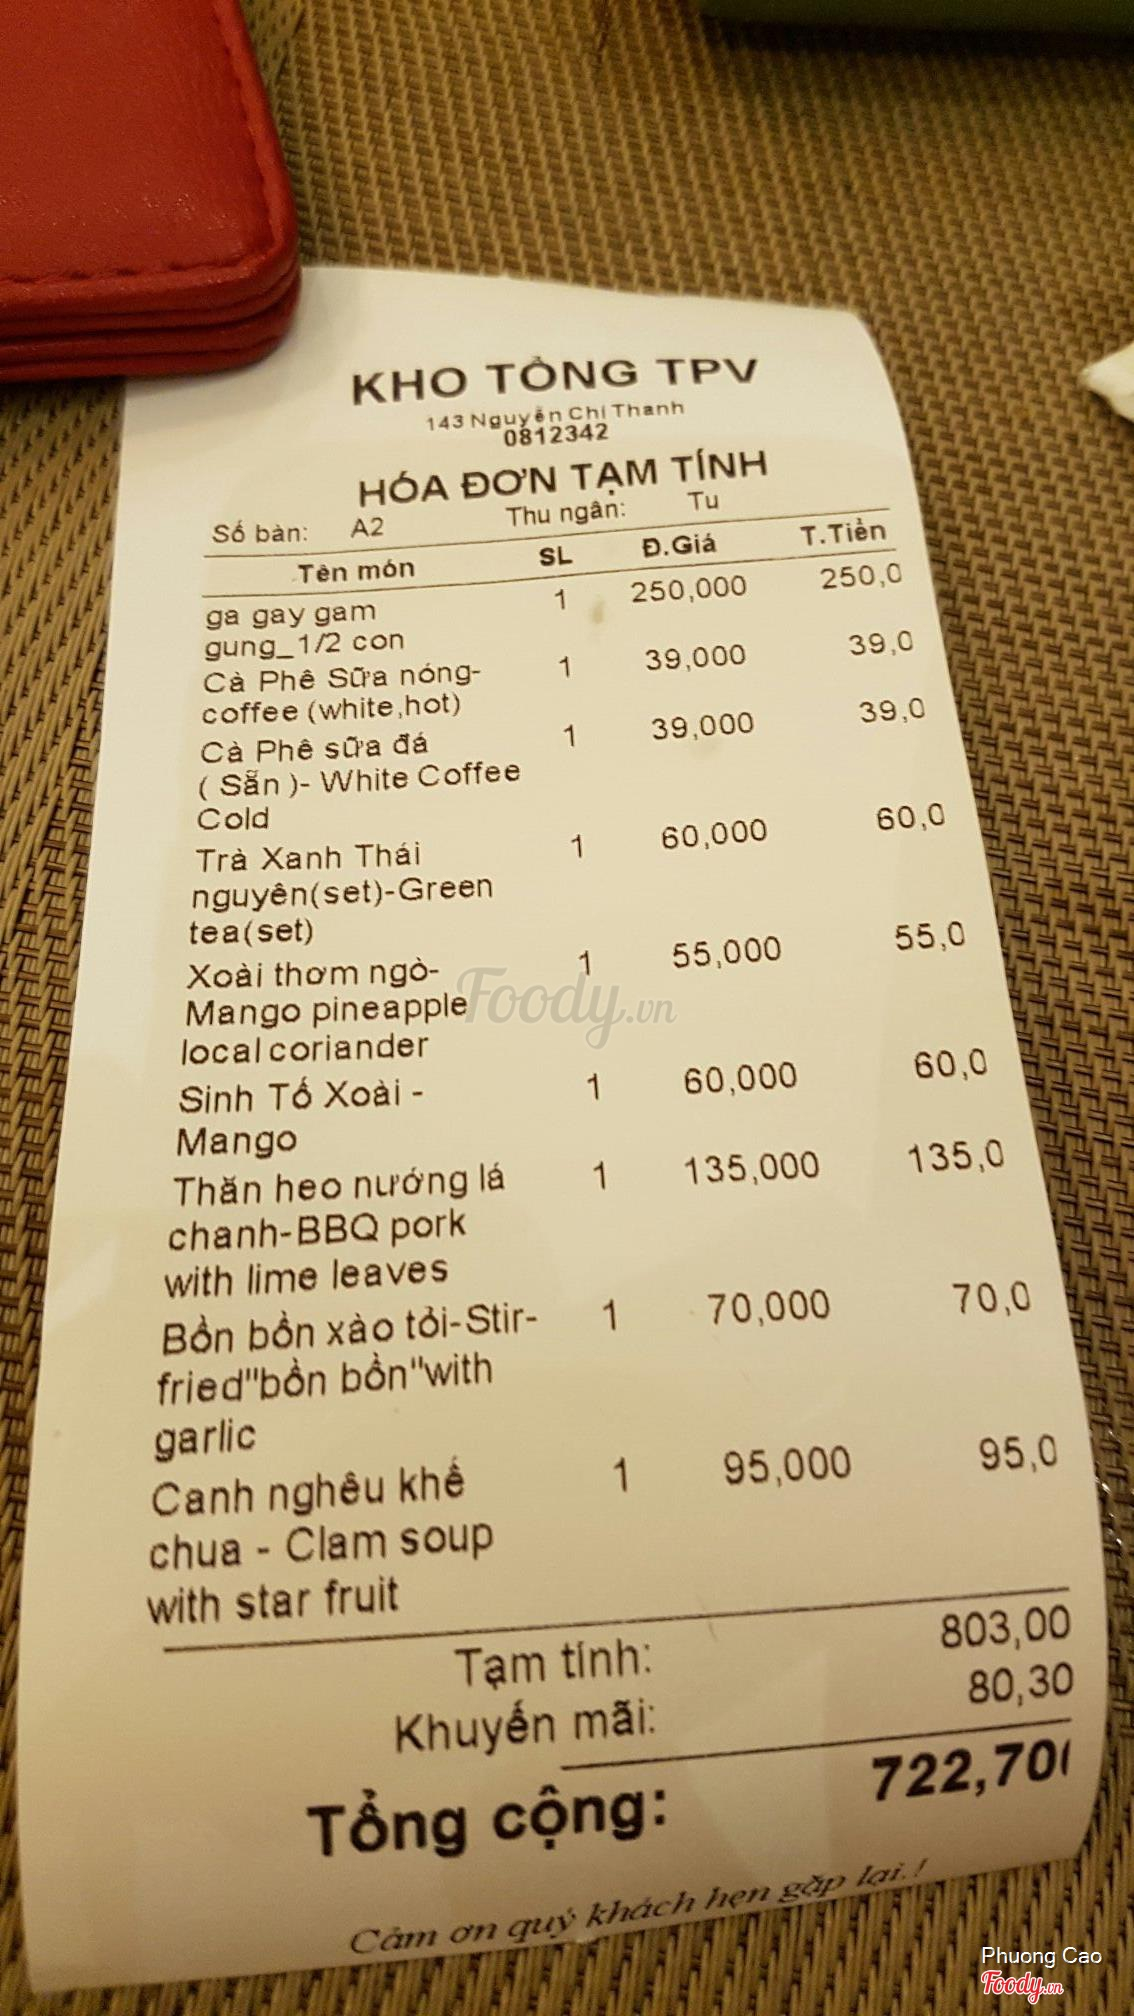 KHO TỔNG TPV
143 Nguyễn Chí Thanh
0812342
HÓA ĐƠN TẠM TÍNH
Số bàn: A2 Thu ngân: Tu
Tên món SL Đ.Giá T.Tiền
ga gay gam 1 250,000 250,0
gung_1/2 con
Cà Phê Sữa nóng- 1 39,000 39,0
coffee (white,hot)
Cà Phê sữa đá 1 39,000 39,0
( Sẵn )- White Coffee
Cold
Trà Xanh Thái 1 60,000 60,0
nguyên(set)-Green
tea(set)
Xoài thơm ngò- 1 55,000 55,0
Mango pineapple
local coriander
Sinh Tố Xoài - 1 60,000 60,0
Mango
Thăn heo nướng lá 1 135,000 135,0
chanh-BBQ pork
with lime leaves
Bồn bồn xào tỏi-Stir- 1 70,000 70,0
fried"bồn bồn"with
garlic
Canh nghêu khế 1 95,000 95,0
chua - Clam soup
with star fruit
Tạm tính: 803,00
Khuyến mãi: 80,30
Tổng cộng: 722,70
Cảm ơn quý khách hẹn gặp lại.!
Foody.vn
Phuong Cao
Foody.vn